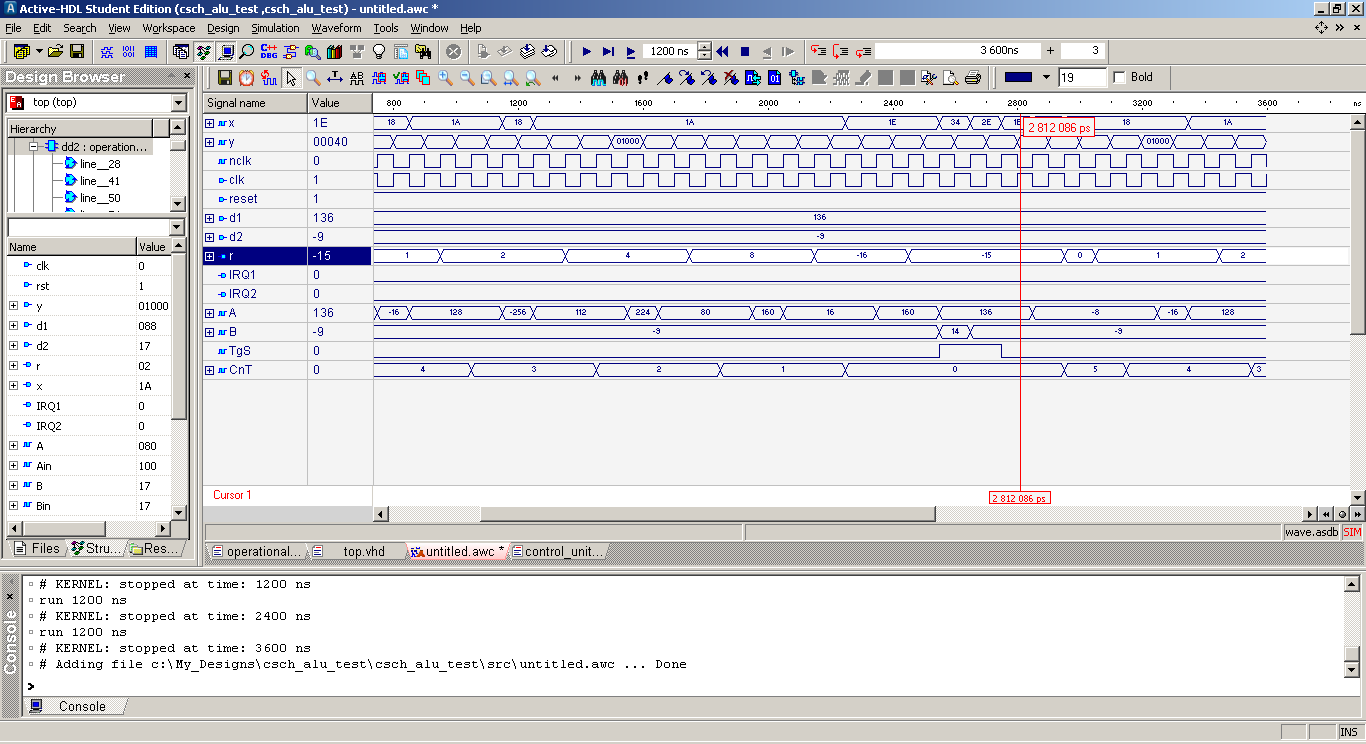 Active-HDL Student Edition (csch_alu_test ,csch_alu_test) - untitled.awc *
File Edit Search View Workspace Design Simulation Waveform Tools Window Help
1200 ns 3 600ns + 3
Design Browser
19 Bold
top (top)
Hierarchy
dd2 : operation...
line__28
line__41
line__50
Name Value
clk 0
rst 1
y 01000
d1 088
d2 17
r 02
x 1A
IRQ1 0
IRQ2 0
A 080
Ain 100
B 17
Bin 17
Files Stru... Res...
Signal name Value 800 1200 1600 2000 2400 2800 3200 3600 ns
x 1E 18 1A 18 1A 1E 34 2E 1E 18 1A
2 812 086 ps
y 00040 01000 01000
nclk 0
clk 1
reset 1
d1 136 136
d2 -9 -9
r -15 1 2 4 8 -16 -15 0 1 2
IRQ1 0
IRQ2 0
A 136 -16 128 -256 112 224 80 160 16 160 136 -8 -16 128
B -9 -9 14 -9
TgS 0
CnT 0 4 3 2 1 0 5 4 3
Cursor 1 2 812 086 ps
wave.asdb SIM
operational... top.vhd untitled.awc * control_unit...
Console
# KERNEL: stopped at time: 1200 ns
run 1200 ns
# KERNEL: stopped at time: 2400 ns
run 1200 ns
# KERNEL: stopped at time: 3600 ns
# Adding file c:\My_Designs\csch_alu_test\csch_alu_test\src\untitled.awc ... Done
>
Console
INS